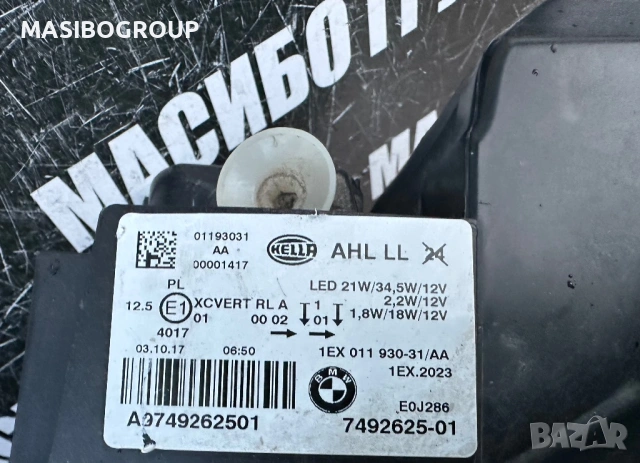 MASIBOGROUP
МАСИБО ГР
01193031
AA
00001417
HELLA
AHL LL 24
PL
LED 21W/34,5W/12V
2,2W/12V
1,8W/18W/12V
12.5 E1 XCVERT RL A 1
01 00 02 01
4017
03.10.17 06:50
1EX 011 930-31/AA
1EX.2023
BMW
E0J286
A0749262501
7492625-01
BAZAR